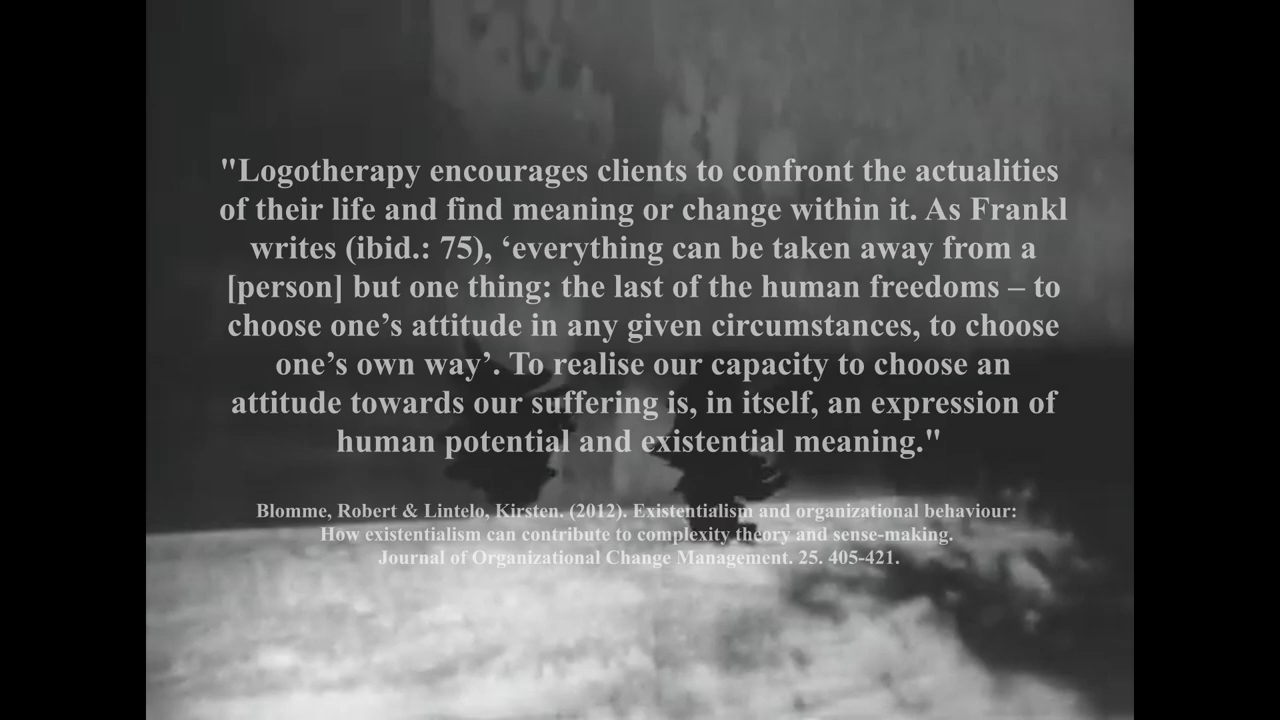 "Logotherapy encourages clients to confront the actualities
of their life and find meaning or change within it. As Frankl
writes (ibid.: 75), ‘everything can be taken away from a
[person] but one thing: the last of the human freedoms – to
choose one’s attitude in any given circumstances, to choose
one’s own way’. To realise our capacity to choose an
attitude towards our suffering is, in itself, an expression of
human potential and existential meaning."
Blomme, Robert & Lintelo, Kirsten. (2012). Existentialism and organizational behaviour:
How existentialism can contribute to complexity theory and sense-making.
Journal of Organizational Change Management. 25. 405-421.